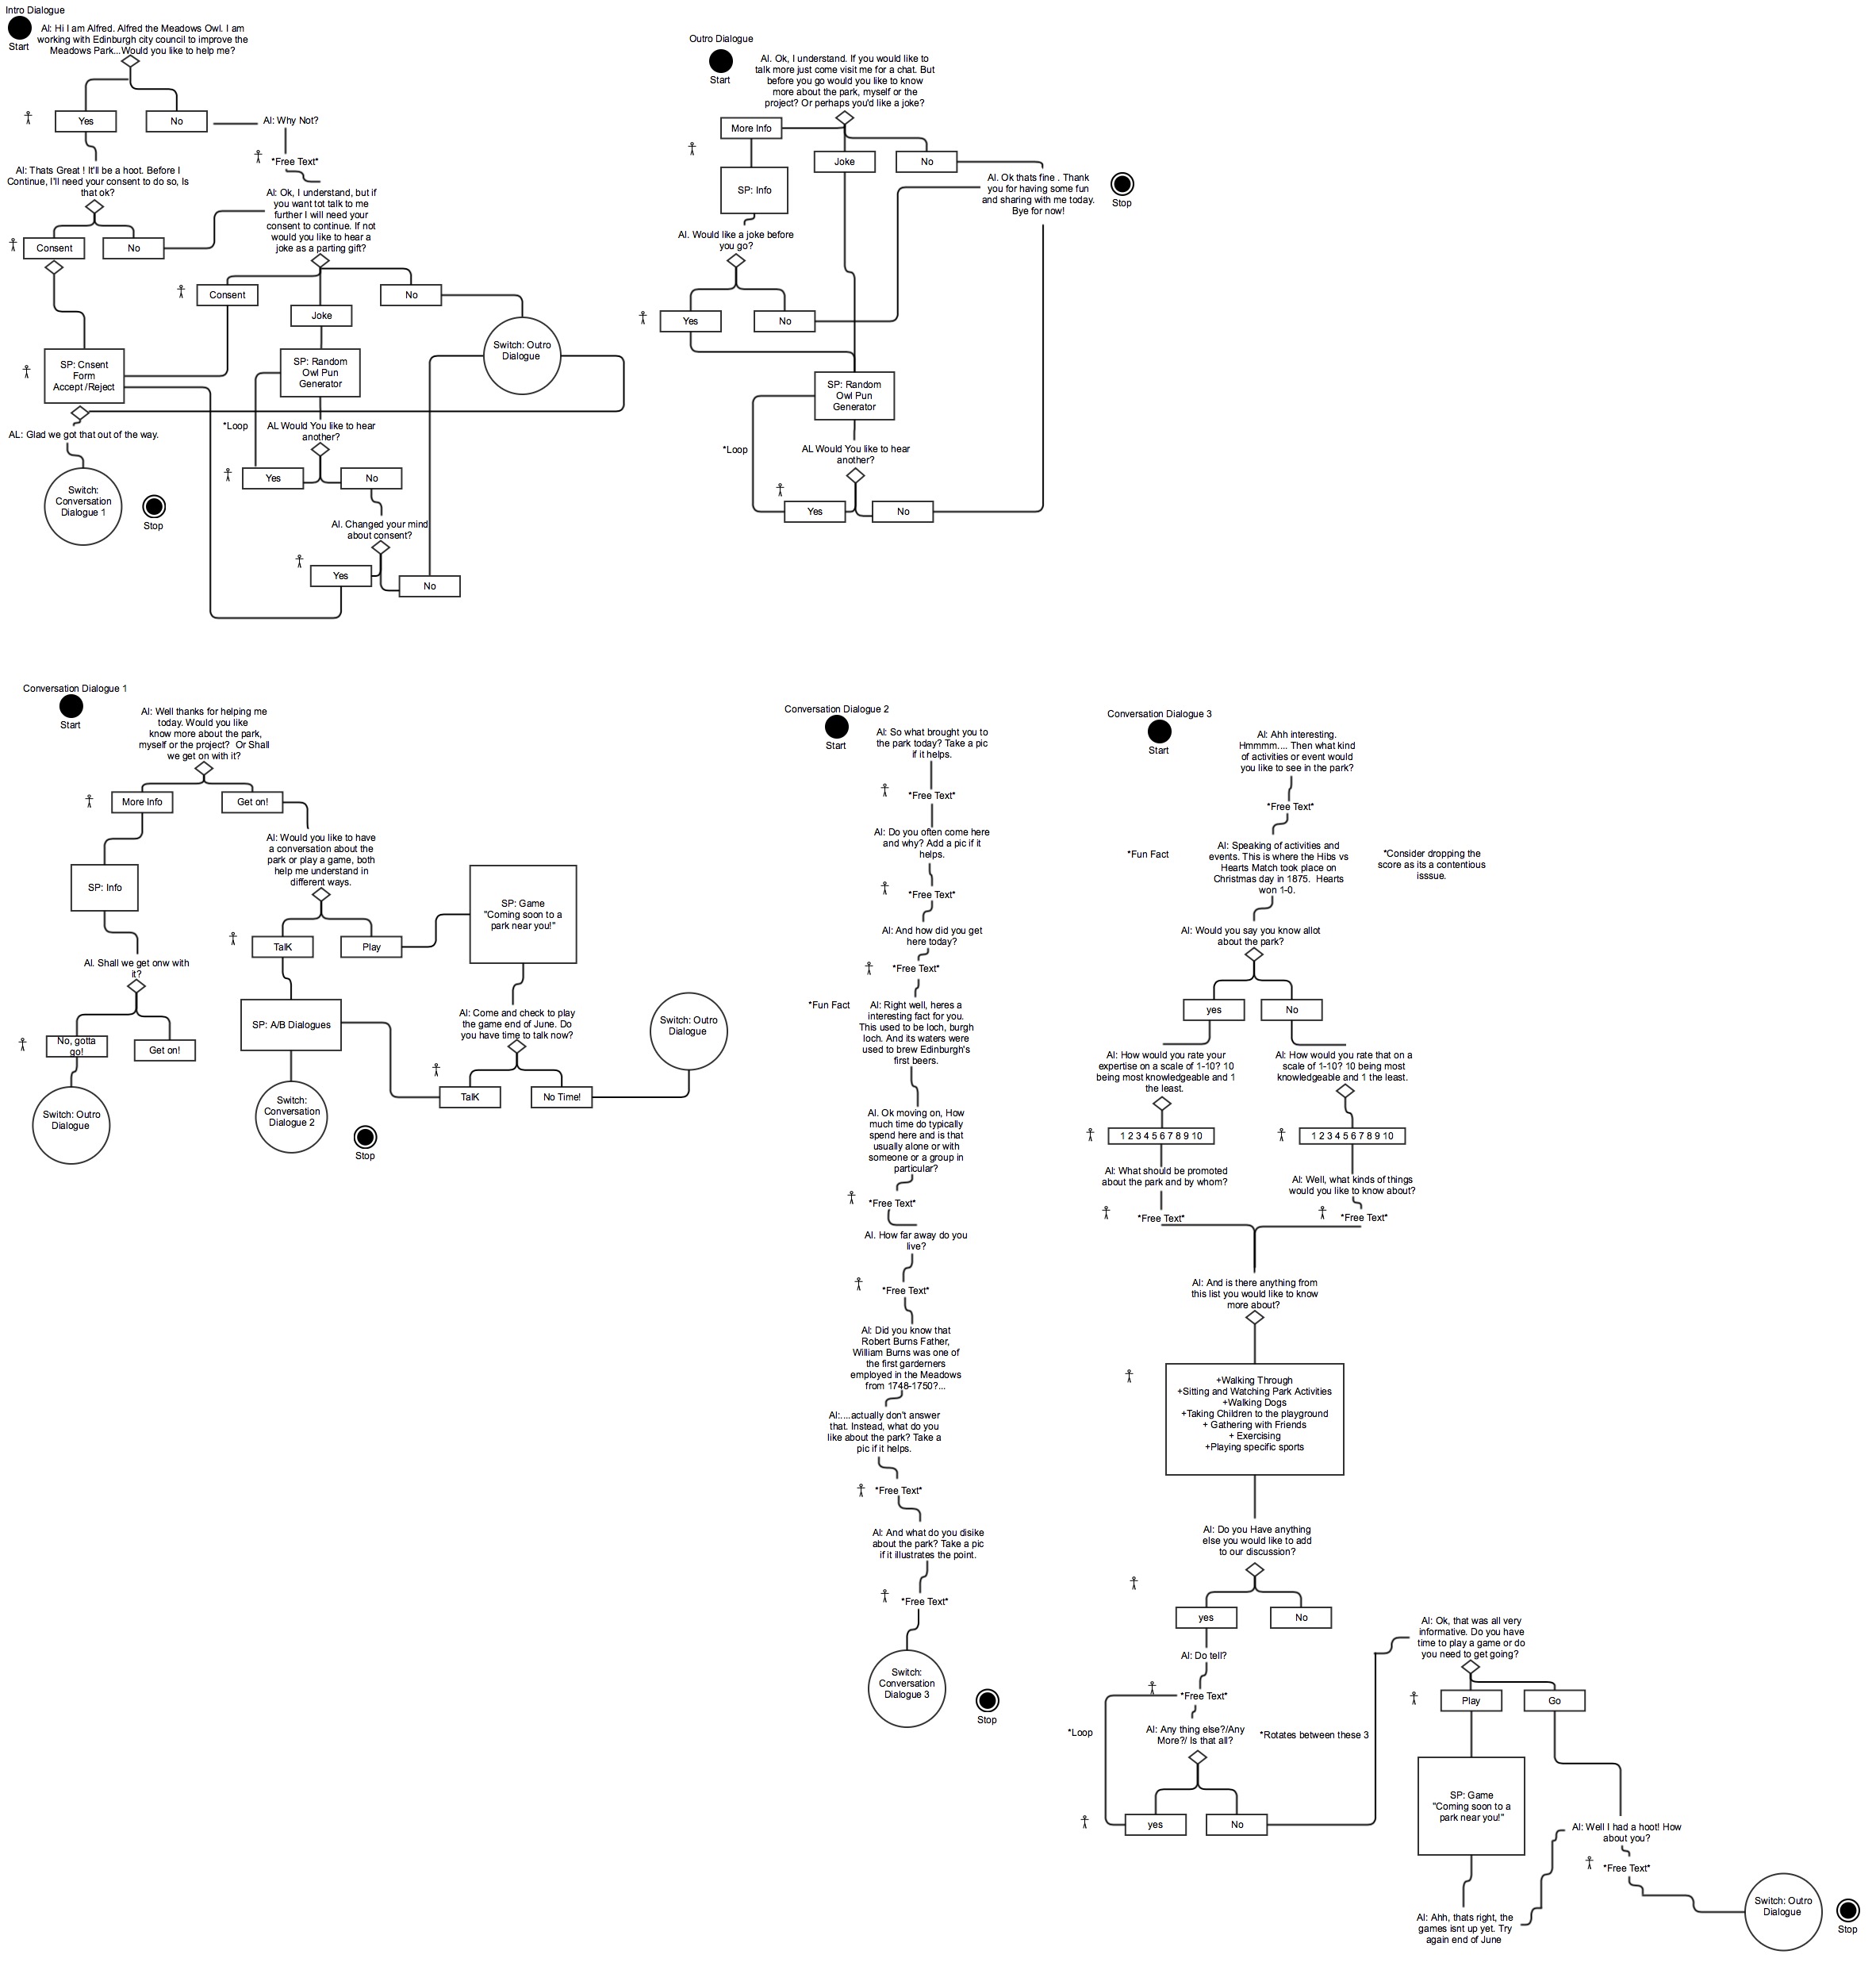 Intro Dialogue
Start
Al: Hi I am Alfred. Alfred the Meadows Owl. I am
working with Edinburgh city council to improve the
Meadows Park...Would you like to help me?
Yes
No
Al: Why Not?
*Free Text*
Al: Thats Great ! It'll be a hoot. Before I
Continue, I'll need your consent to do so, Is
that ok?
Al: Ok, I understand, but if
you want tot talk to me
further I will need your
consent to continue. If not
would you like to hear a
joke as a parting gift?
Consent
No
Consent
Joke
No
SP: Cnsent
Form
Accept /Reject
SP: Random
Owl Pun
Generator
Switch: Outro
Dialogue
AL: Glad we got that out of the way.
*Loop
AL Would You like to hear
another?
Yes
No
Switch:
Conversation
Dialogue 1
Stop
Al. Changed your mind
about consent?
Yes
No
Outro Dialogue
Start
Al. Ok, I understand. If you would like to
talk more just come visit me for a chat. But
before you go would you like to know
more about the park, myself or the
project? Or perhaps you'd like a joke?
More Info
Joke
No
SP: Info
Al. Ok thats fine . Thank
you for having some fun
and sharing with me today.
Bye for now!
Stop
Al. Would like a joke before
you go?
Yes
No
SP: Random
Owl Pun
Generator
*Loop
AL Would You like to hear
another?
Yes
No
Conversation Dialogue 1
Start
Al: Well thanks for helping me
today. Would you like
know more about the park,
myself or the project?  Or Shall
we get on with it?
More Info
Get on!
Al: Would you like to have
a conversation about the
park or play a game, both
help me understand in
different ways.
SP: Info
SP: Game
"Coming soon to a
park near you!"
TalK
Play
Al. Shall we get onw with
it?
SP: A/B Dialogues
Al: Come and check to play
the game end of June. Do
you have time to talk now?
Switch: Outro
Dialogue
No, gotta
go!
Get on!
TalK
No Time!
Switch: Outro
Dialogue
Switch:
Conversation
Dialogue 2
Stop
Conversation Dialogue 2
Start
Al: So what brought you to
the park today? Take a pic
if it helps.
*Free Text*
Al: Do you often come here
and why? Add a pic if it
helps.
*Free Text*
Al: And how did you get
here today?
*Free Text*
*Fun Fact
Al: Right well, heres a
interesting fact for you.
This used to be loch, burgh
loch. And its waters were
used to brew Edinburgh's
first beers.
Al. Ok moving on, How
much time do typically
spend here and is that
usually alone or with
someone or a group in
particular?
*Free Text*
Al. How far away do you
live?
*Free Text*
Al: Did you know that
Robert Burns Father,
William Burns was one of
the first garderners
employed in the Meadows
from 1748-1750?...
Al:....actually don't answer
that. Instead, what do you
like about the park? Take a
pic if it helps.
*Free Text*
Al: And what do you disike
about the park? Take a pic
if it illustrates the point.
*Free Text*
Switch:
Conversation
Dialogue 3
Stop
Conversation Dialogue 3
Start
Al: Ahh interesting.
Hmmmm.... Then what kind
of activities or event would
you like to see in the park?
*Free Text*
*Fun Fact
Al: Speaking of activities and
events. This is where the Hibs vs
Hearts Match took place on
Christmas day in 1875.  Hearts
won 1-0.
*Consider dropping the
score as its a contentious
isssue.
Al: Would you say you know allot
about the park?
yes
No
Al: How would you rate your
expertise on a scale of 1-10? 10
being most knowledgeable and 1
the least.
Al: How would you rate that on a
scale of 1-10? 10 being most
knowledgeable and 1 the least.
1 2 3 4 5 6 7 8 9 10
1 2 3 4 5 6 7 8 9 10
Al: What should be promoted
about the park and by whom?
Al: Well, what kinds of things
would you like to know about?
*Free Text*
*Free Text*
Al: And is there anything from
this list you would like to know
more about?
+Walking Through
+Sitting and Watching Park Activities
+Walking Dogs
+Taking Children to the playground
+ Gathering with Friends
+ Exercising
+Playing specific sports
Al: Do you Have anything
else you would like to add
to our discussion?
yes
No
Al: Do tell?
*Free Text*
*Loop
Al: Any thing else?/Any
More?/ Is that all?
*Rotates between these 3
yes
No
Al: Ok, that was all very
informative. Do you have
time to play a game or do
you need to get going?
Play
Go
SP: Game
"Coming soon to a
park near you!"
Al: Well I had a hoot! How
about you?
*Free Text*
Al: Ahh, thats right, the
games isnt up yet. Try
again end of June
Switch: Outro
Dialogue
Stop